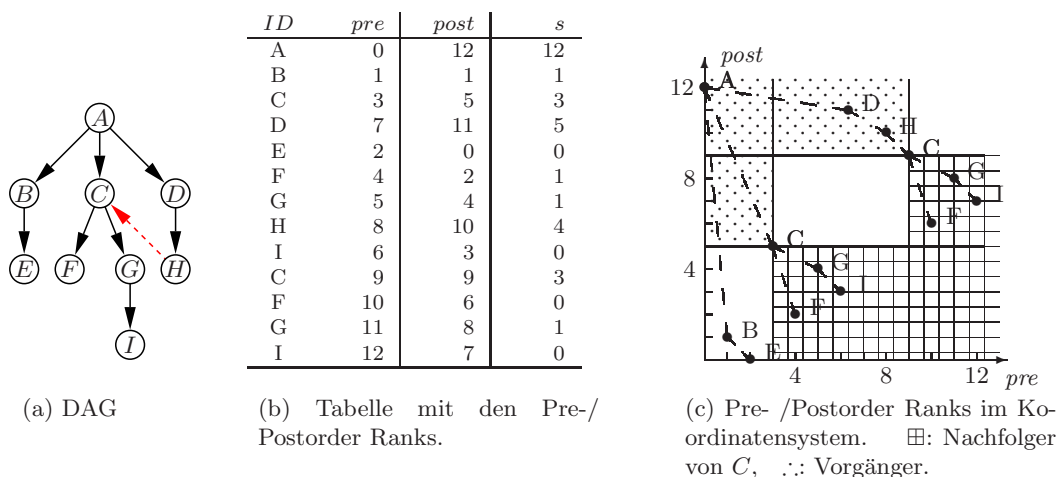 A
B
C
D
E
F
G
H
I
(a) DAG
ID pre post s
A 0 12 12
B 1 1 1
C 3 5 3
D 7 11 5
E 2 0 0
F 4 2 1
G 5 4 1
H 8 10 4
I 6 3 0
C 9 9 3
F 10 6 0
G 11 8 1
I 12 7 0
(b) Tabelle mit den Pre-/
Postorder Ranks.
post
12
A
D
H
C
G
8
I
F
C
G
4
I
F
B
E
4 8 12
pre
(c) Pre- /Postorder Ranks im Ko-
ordinatensystem. ⊞: Nachfolger
von C, ∴: Vorgänger.